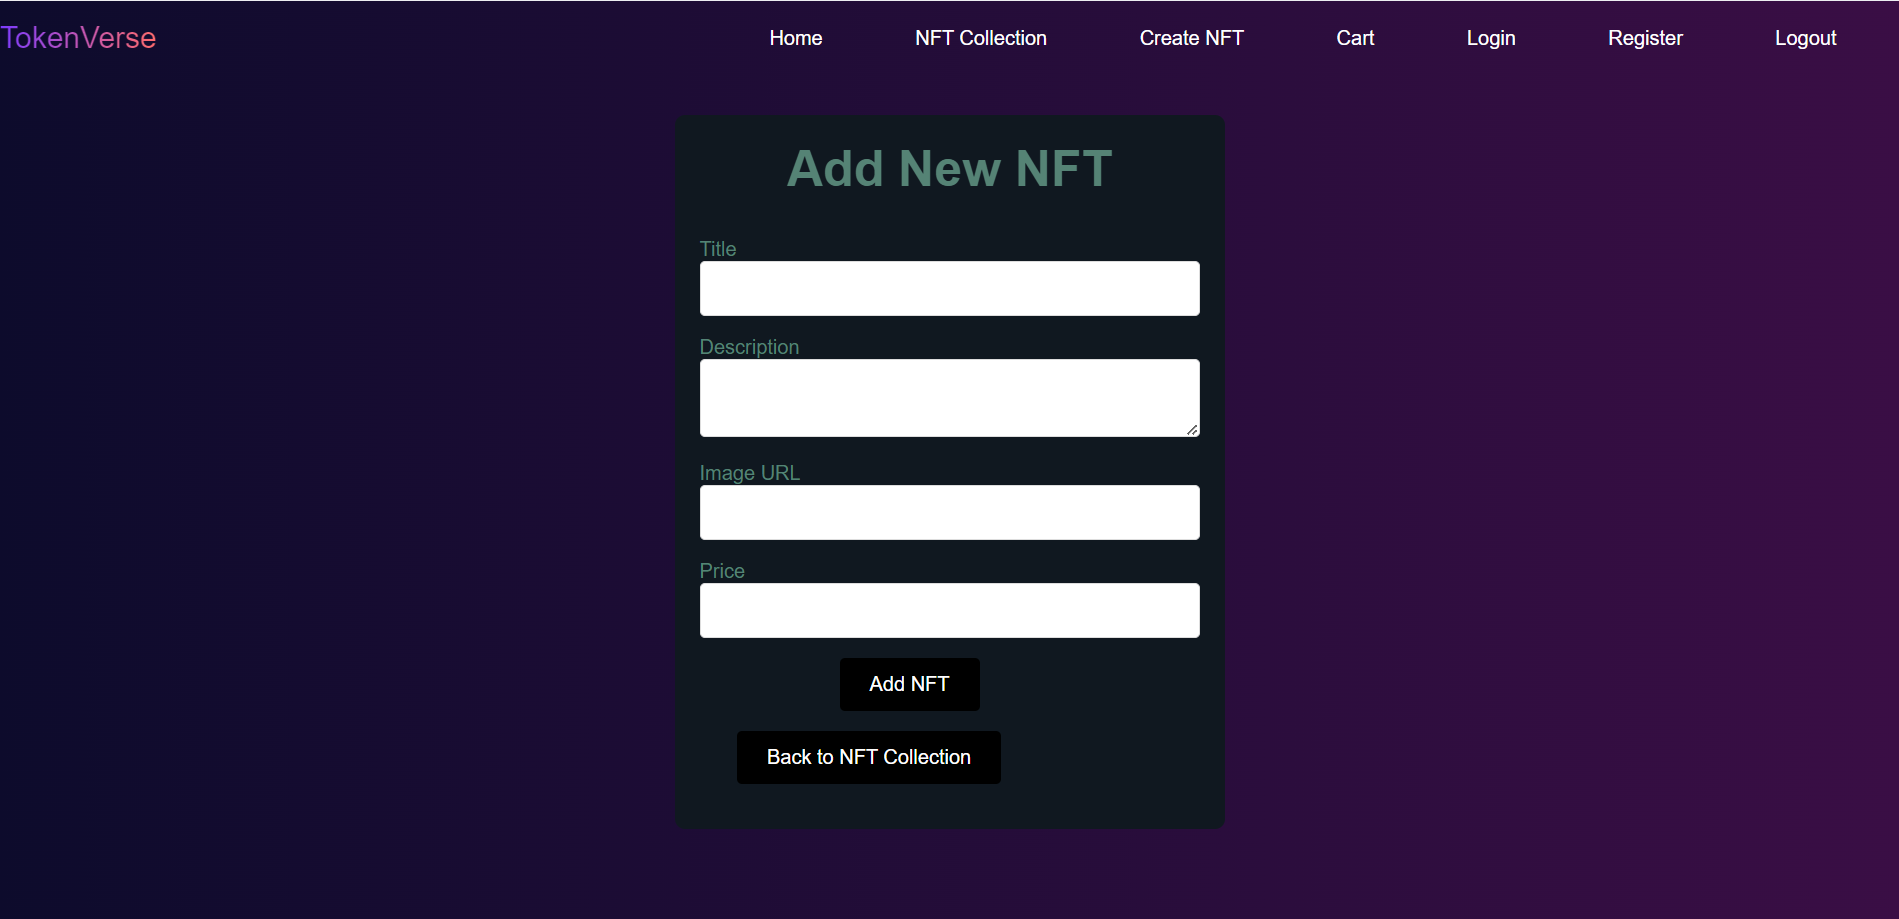 TokenVerse Home NFT Collection Create NFT Cart Login Register Logout
Add New NFT
Title
Description
Image URL
Price
Add NFT
Back to NFT Collection